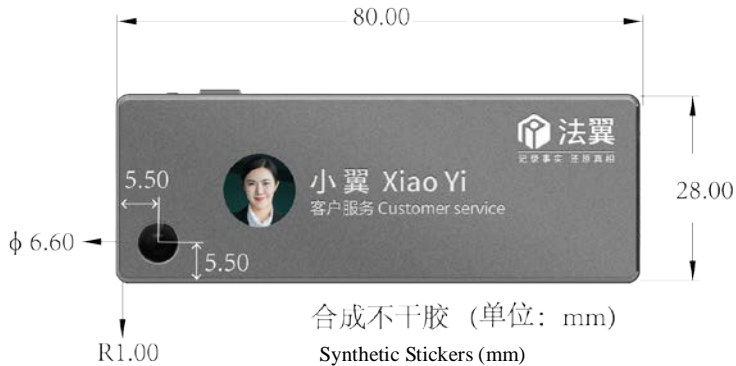 80.00
法翼
记录事实 还原真相
5.50
小翼 Xiao Yi
客户服务 Customer service
28.00
ϕ 6.60
5.50
合成不干胶 (单位: mm)
R1.00
Synthetic Stickers (mm)